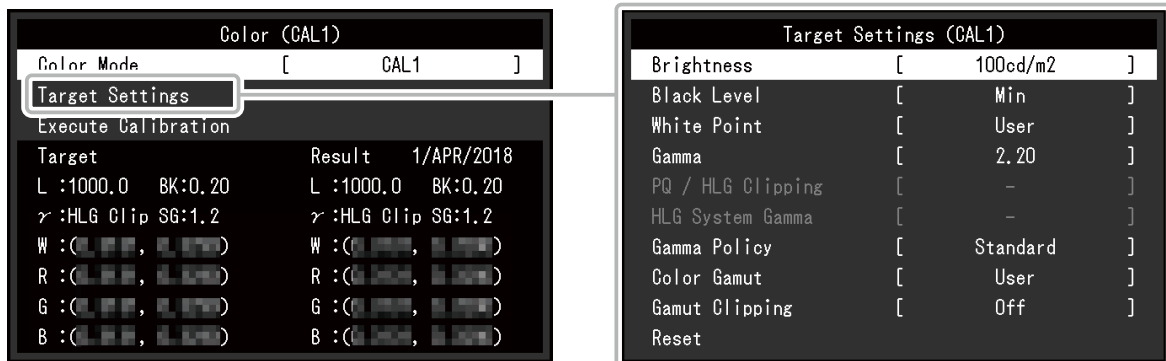 Color (CAL1)
Color Mode [ CAL1 ]
Target Settings
Execute Calibration
Target Result 1/APR/2018
L :1000.0 BK:0.20 L :1000.0 BK:0.20
γ :HLG Clip SG:1.2 γ :HLG Clip SG:1.2
W :( , ) W :( , )
R :( , ) R :( , )
G :( , ) G :( , )
B :( , ) B :( , )
Target Settings (CAL1)
Brightness [ 100cd/m2 ]
Black Level [ Min ]
White Point [ User ]
Gamma [ 2.20 ]
PQ / HLG Clipping [ - ]
HLG System Gamma [ - ]
Gamma Policy [ Standard ]
Color Gamut [ User ]
Gamut Clipping [ Off ]
Reset